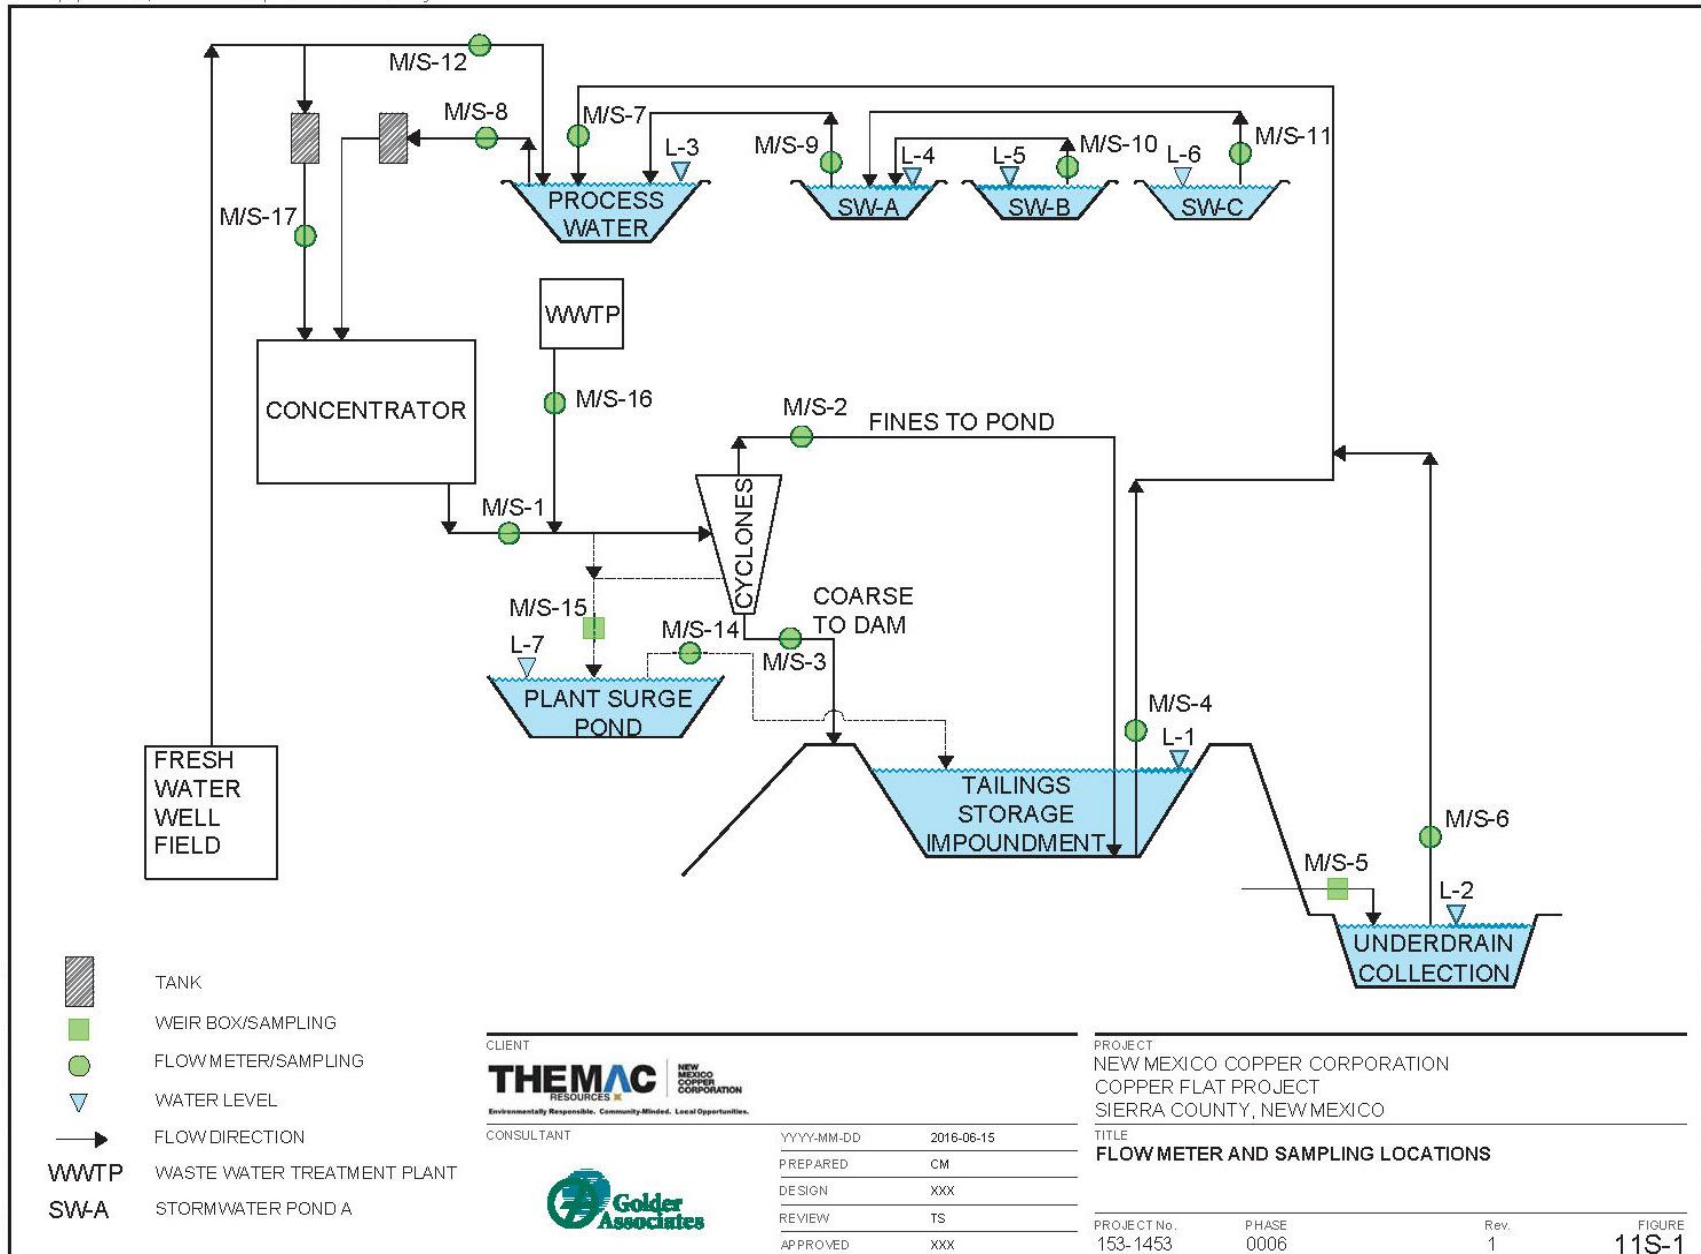 M/S-12
M/S-8
M/S-7
M/S-9
L-3
L-4
L-5
M/S-10
L-6
M/S-11
PROCESS
WATER
SW-A
SW-B
SW-C
M/S-17
WWTP
CONCENTRATOR
M/S-16
M/S-2
FINES TO POND
M/S-1
CYCLONES
COARSE
TO DAM
M/S-15
M/S-14
M/S-3
L-7
PLANT SURGE
POND
M/S-4
L-1
FRESH
WATER
WELL
FIELD
TAILINGS
STORAGE
IMPOUNDMENT
M/S-6
M/S-5
L-2
UNDERDRAIN
COLLECTION
TANK
WEIR BOX/SAMPLING
FLOW METER/SAMPLING
WATER LEVEL
FLOW DIRECTION
WWTP WASTE WATER TREATMENT PLANT
SW-A STORMWATER POND A
CLIENT
THEMAC
RESOURCES
NEW
MEXICO
COPPER
CORPORATION
Environmentally Responsible. Community-Minded. Local Opportunities.
CONSULTANT
Golder
Associates
YYYY-MM-DD 2016-06-15
PREPARED CM
DESIGN XXX
REVIEW TS
APPROVED XXX
PROJECT
NEW MEXICO COPPER CORPORATION
COPPER FLAT PROJECT
SIERRA COUNTY, NEW MEXICO
TITLE
FLOW METER AND SAMPLING LOCATIONS
PROJECT No. PHASE Rev. FIGURE
153-1453 0006 1 11S-1